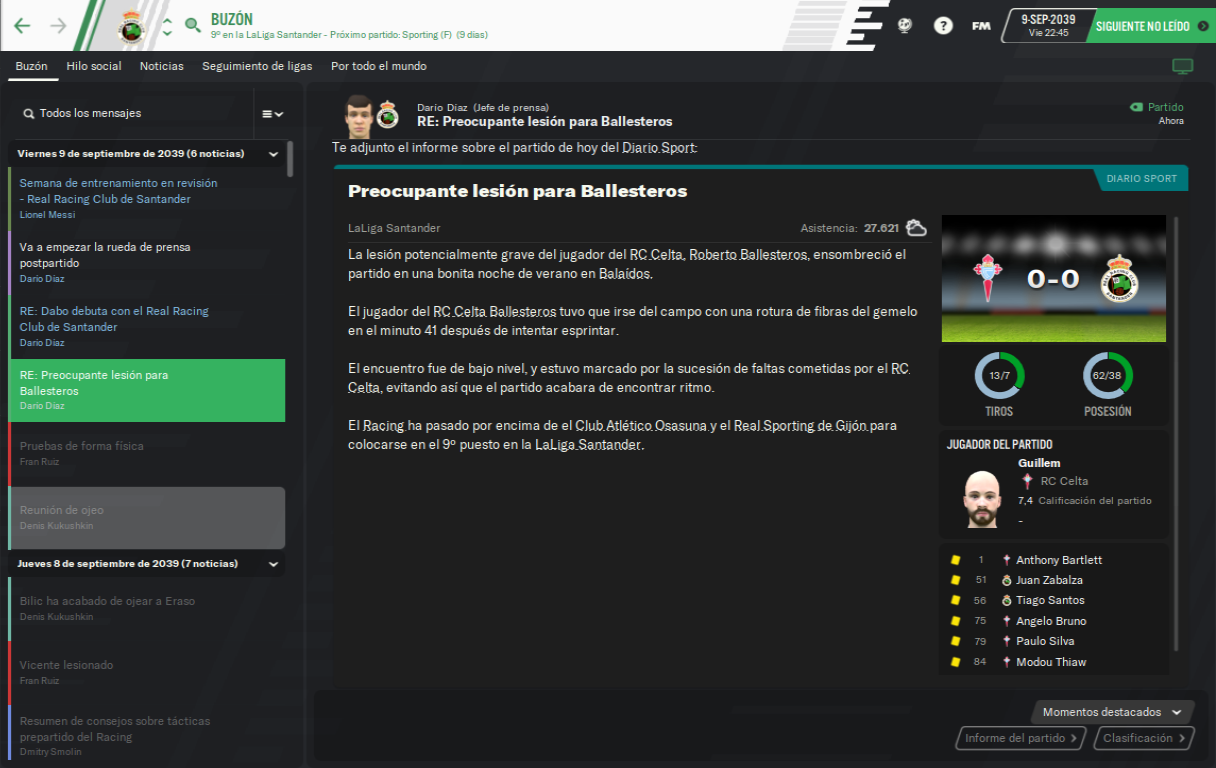 BUZÓN
9º en la LaLiga Santander - Próximo partido: Sporting (F) (9 días)
?
FM
9-SEP-2039
Vie 22:45
SIGUIENTE NO LEÍDO
Buzón
Hilo social
Noticias
Seguimiento de ligas
Por todo el mundo
Todos los mensajes
Viernes 9 de septiembre de 2039 (6 noticias)
Semana de entrenamiento en revisión
- Real Racing Club de Santander
Lionel Messi
Va a empezar la rueda de prensa
postpartido
Darío Díaz
RE: Dabo debuta con el Real Racing
Club de Santander
Darío Díaz
RE: Preocupante lesión para
Ballesteros
Darío Díaz
Pruebas de forma física
Fran Ruiz
Reunión de ojeo
Denis Kukushkin
Jueves 8 de septiembre de 2039 (7 noticias)
Bilic ha acabado de ojear a Eraso
Denis Kukushkin
Vicente lesionado
Fran Ruiz
Resumen de consejos sobre tácticas
prepartido del Racing
Dmitry Smolin
Darío Díaz (Jefe de prensa)
RE: Preocupante lesión para Ballesteros
Partido
Ahora
Te adjunto el informe sobre el partido de hoy del Diario Sport:
DIARIO SPORT
Preocupante lesión para Ballesteros
LaLiga Santander
Asistencia: 27.621
La lesión potencialmente grave del jugador del RC Celta, Roberto Ballesteros, ensombreció el
partido en una bonita noche de verano en Balaídos.
El jugador del RC Celta Ballesteros tuvo que irse del campo con una rotura de fibras del gemelo
en el minuto 41 después de intentar esprintar.
El encuentro fue de bajo nivel, y estuvo marcado por la sucesión de faltas cometidas por el RC
Celta, evitando así que el partido acabara de encontrar ritmo.
El Racing ha pasado por encima de el Club Atlético Osasuna y el Real Sporting de Gijón para
colocarse en el 9º puesto en la LaLiga Santander.
0-0
13/7
TIROS
62/38
POSESIÓN
JUGADOR DEL PARTIDO
Guillem
RC Celta
7,4 Calificación del partido
-
1 Anthony Bartlett
51 Juan Zabalza
56 Tiago Santos
75 Angelo Bruno
79 Paulo Silva
84 Modou Thiaw
Momentos destacados
Informe del partido
Clasificación